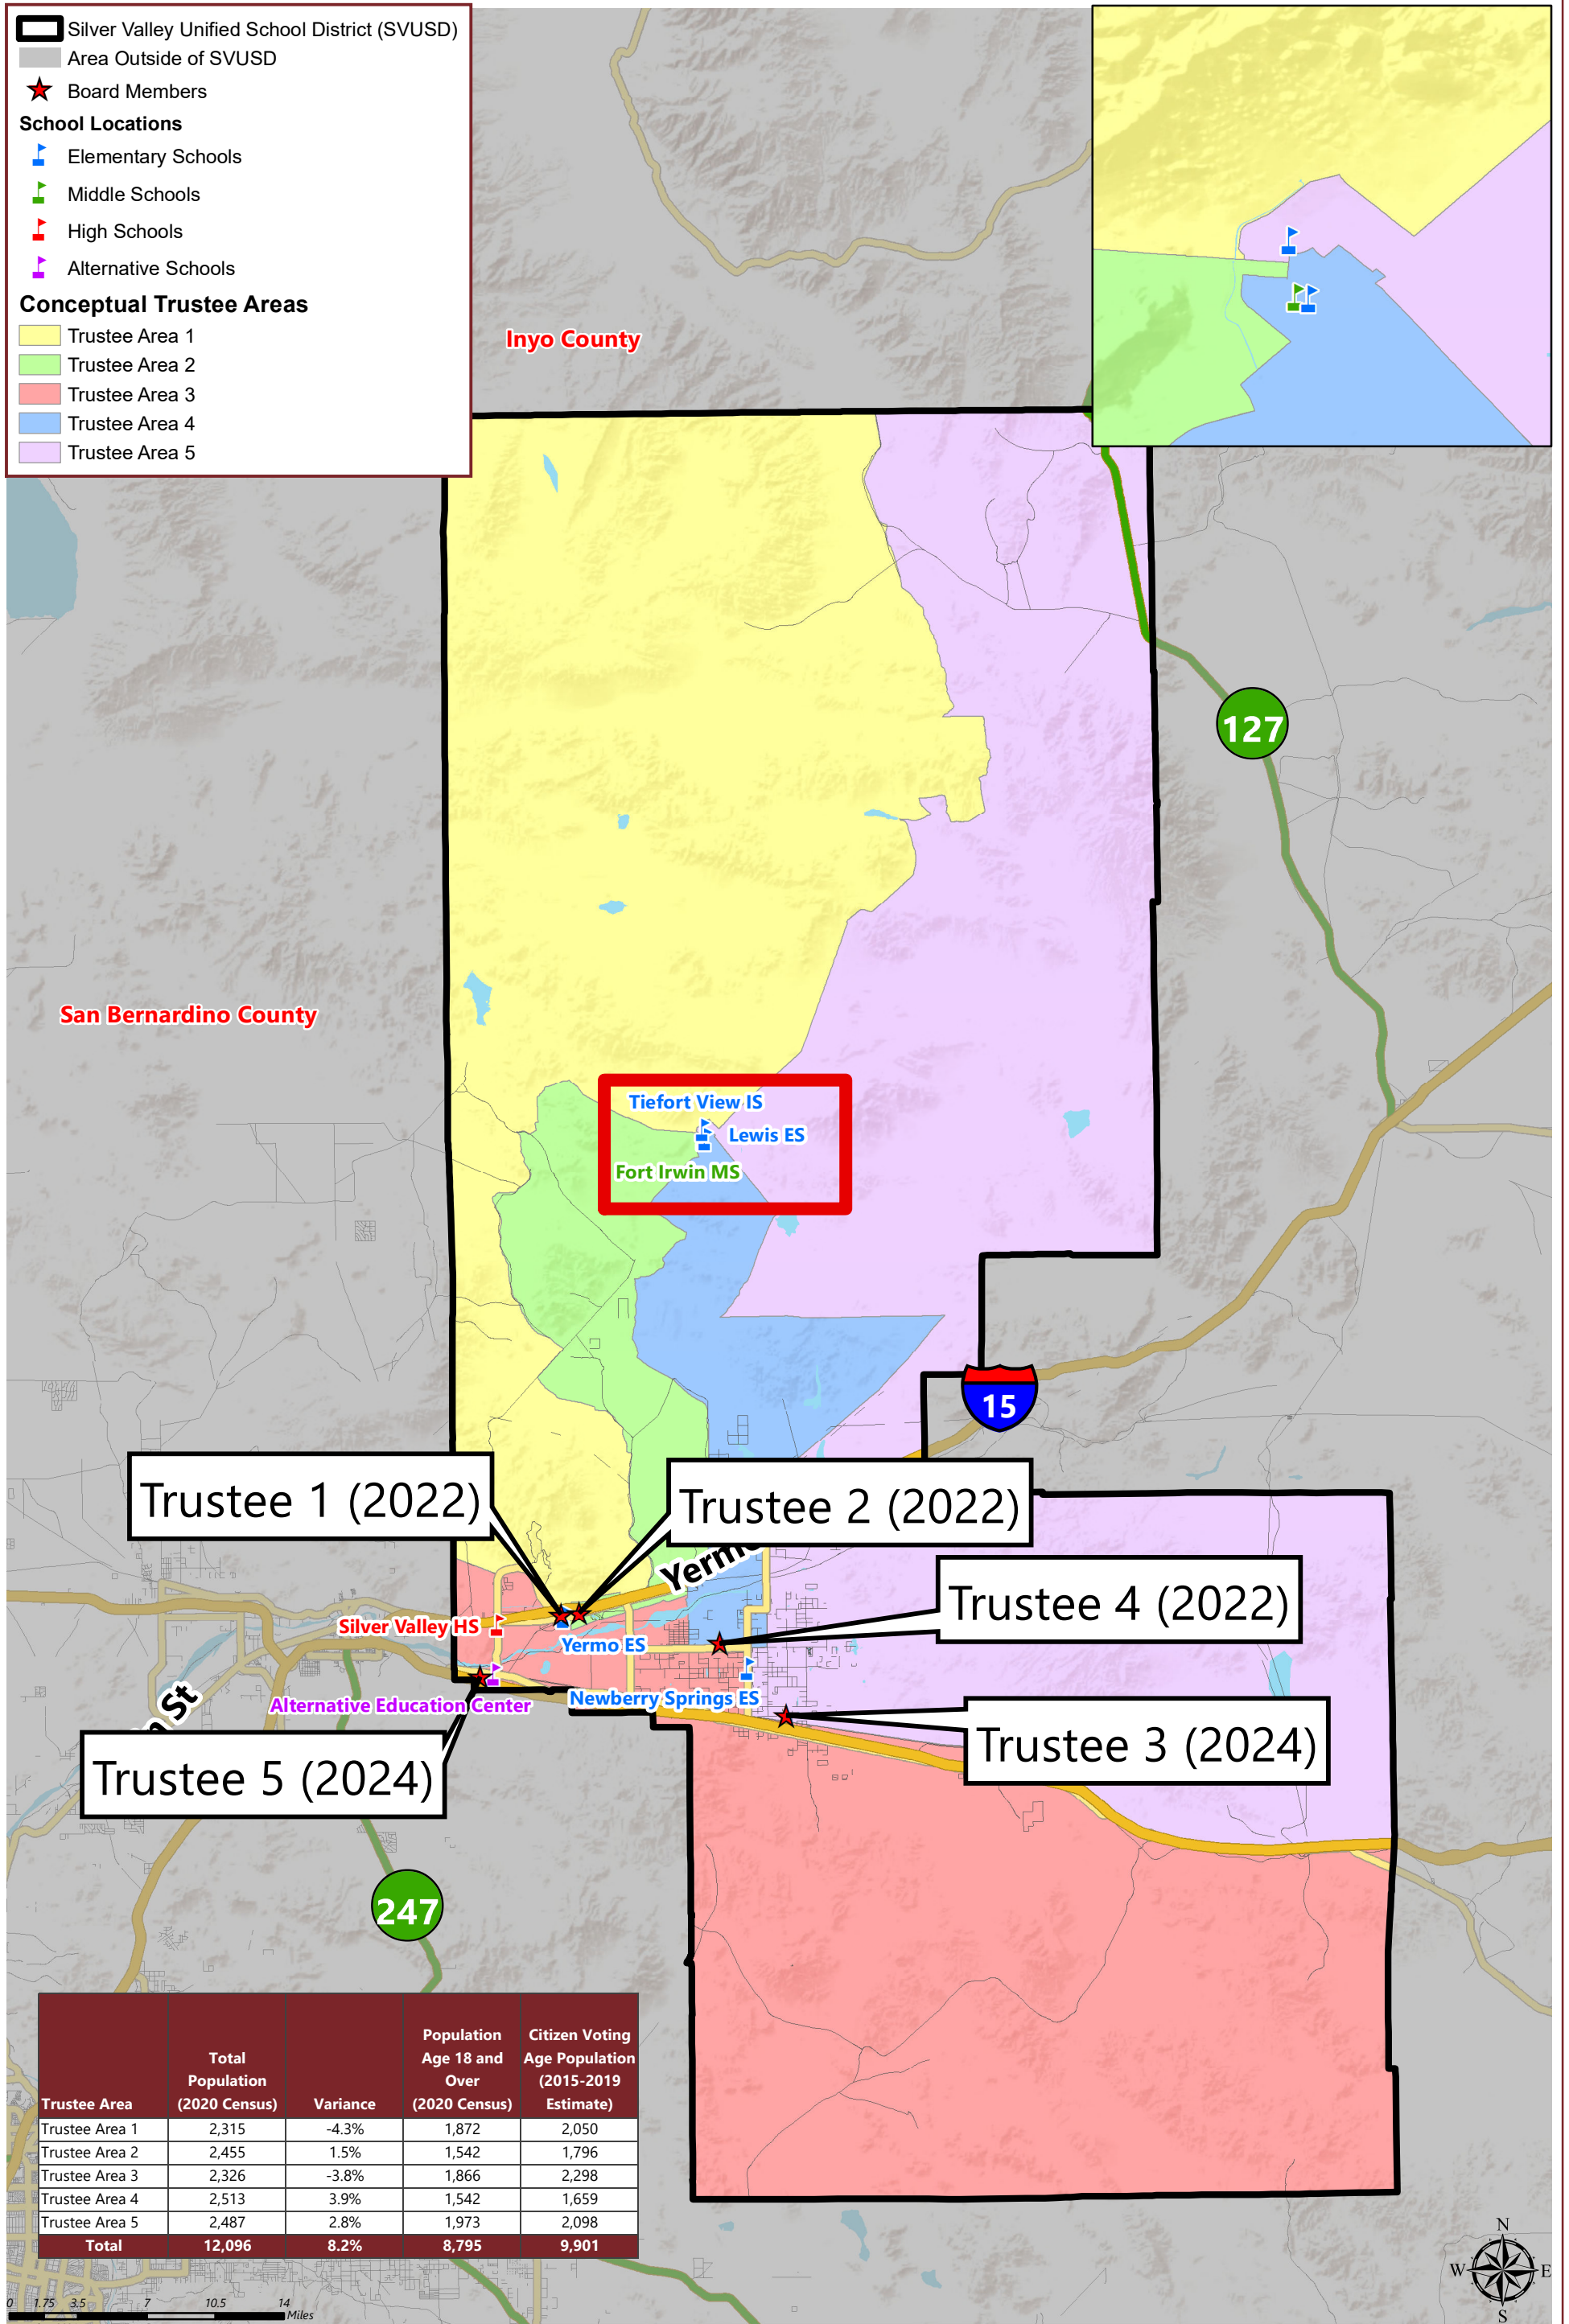 Silver Valley Unified School District (SVUSD)
Area Outside of SVUSD
Board Members
School Locations
Elementary Schools
Middle Schools
High Schools
Alternative Schools
Conceptual Trustee Areas
Trustee Area 1
Trustee Area 2
Trustee Area 3
Trustee Area 4
Trustee Area 5
Inyo County
127
San Bernardino County
Tiefort View IS
Lewis ES
Fort Irwin MS
15
Trustee 1 (2022)
Trustee 2 (2022)
Yermo
Trustee 4 (2022)
Silver Valley HS
Yermo ES
Alternative Education Center
Newberry Springs ES
St
Trustee 5 (2024)
Trustee 3 (2024)
247
Trustee Area Total Population (2020 Census) Variance Population Age 18 and Over (2020 Census) Citizen Voting Age Population (2015-2019 Estimate)
Trustee Area 1 2,315 -4.3% 1,872 2,050
Trustee Area 2 2,455 1.5% 1,542 1,796
Trustee Area 3 2,326 -3.8% 1,866 2,298
Trustee Area 4 2,513 3.9% 1,542 1,659
Trustee Area 5 2,487 2.8% 1,973 2,098
Total 12,096 8.2% 8,795 9,901
0 1.75 3.5 7 10.5 14
Miles
N
W E
S